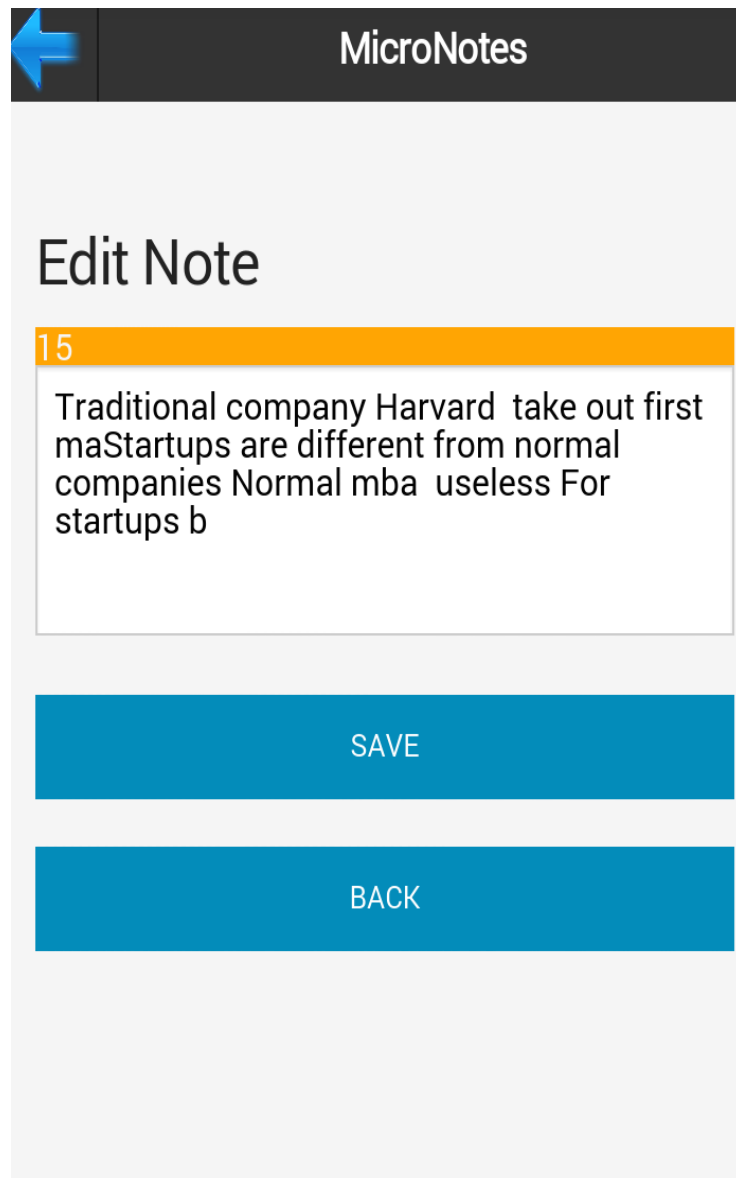 MicroNotes
Edit Note
15
Traditional company Harvard  take out first
maStartups are different from normal
companies Normal mba  useless For
startups b
SAVE
BACK